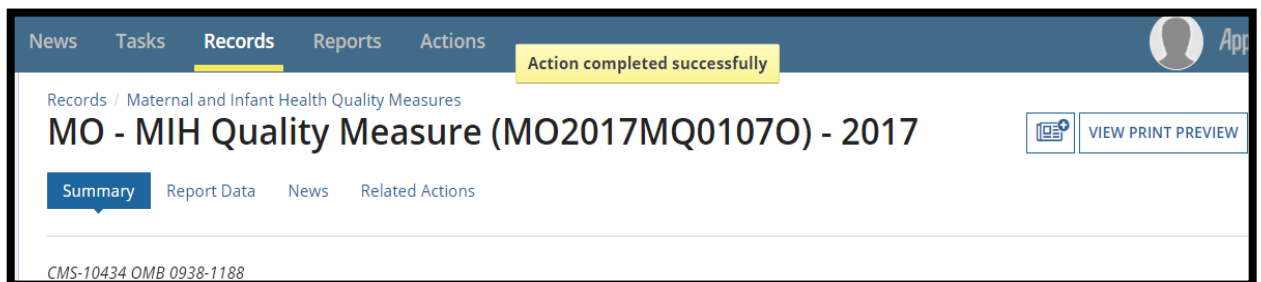 News Tasks Records Reports Actions
Action completed successfully
Records / Maternal and Infant Health Quality Measures
MO - MIH Quality Measure (MO2017MQ0107O) - 2017
VIEW PRINT PREVIEW
Summary Report Data News Related Actions
CMS-10434 OMB 0938-1188